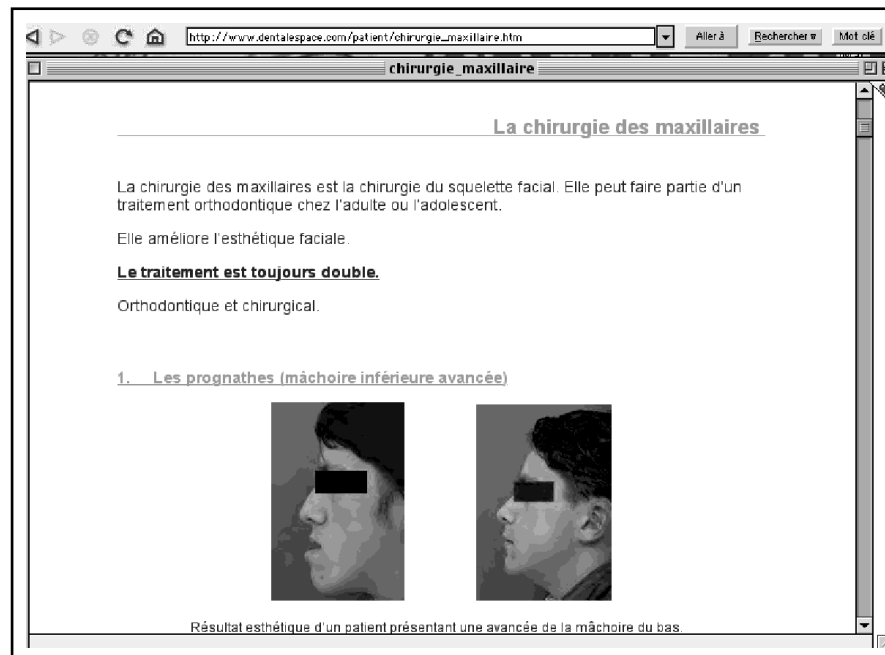 http://www.dentalespace.com/patient/chirurgie_maxillaire.htm
Aller à
Rechercher
Mot clé
chirurgie_maxillaire
La chirurgie des maxillaires
La chirurgie des maxillaires est la chirurgie du squelette facial. Elle peut faire partie d'un
traitement orthodontique chez l'adulte ou l'adolescent.
Elle améliore l'esthétique faciale.
Le traitement est toujours double.
Orthodontique et chirurgical.
1. Les prognathes (mâchoire inférieure avancée)
Résultat esthétique d'un patient présentant une avancée de la mâchoire du bas.